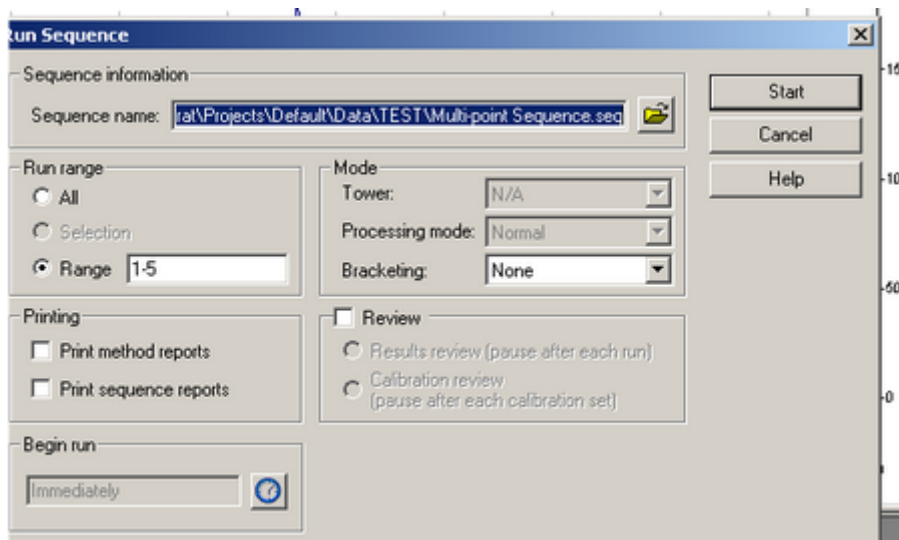 Run Sequence
Sequence information
Sequence name: rat\Projects\Default\Data\TEST\Multi-point Sequence.seq
Start
Cancel
Help
Run range
All
Selection
Range 1-5
Mode
Tower: N/A
Processing mode: Normal
Bracketing: None
Printing
Print method reports
Print sequence reports
Review
Results review (pause after each run)
Calibration review
(pause after each calibration set)
Begin run
Immediately